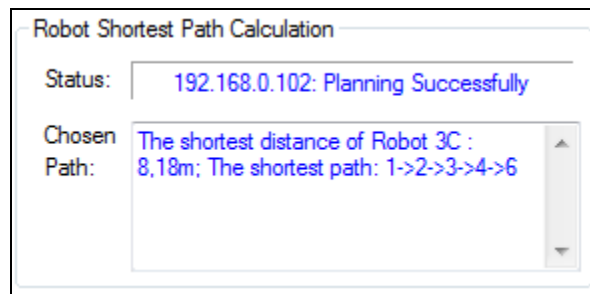 Robot Shortest Path Calculation
Status: 192.168.0.102: Planning Successfully
Chosen Path:
The shortest distance of Robot 3C :
8,18m; The shortest path: 1->2->3->4->6